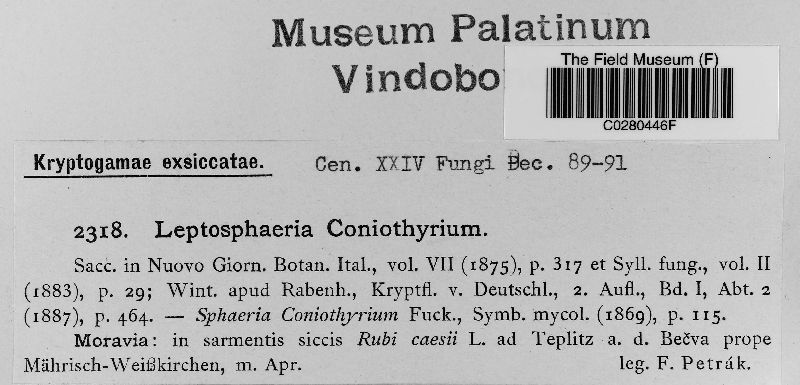 Museum Palatinum
Vindobo
The Field Museum (F)
C0280446F
Kryptogamae exsiccatae. Cen. XXIV Fungi Dec. 89-91
2318. Leptosphaeria Coniothyrium.
Sacc. in Nuovo Giorn. Botan. Ital., vol. VII (1875), p. 317 et Syll. fung., vol. II
(1883), p. 29; Wint. apud Rabenh., Kryptfl. v. Deutschl., 2. Aufl., Bd. I, Abt. 2
(1887), p. 464. — Sphaeria Coniothyrium Fuck., Symb. mycol. (1869), p. 115.
Moravia: in sarmentis siccis Rubi caesii L. ad Teplitz a. d. Bečva prope
Mährisch-Weißkirchen, m. Apr. leg. F. Petrák.